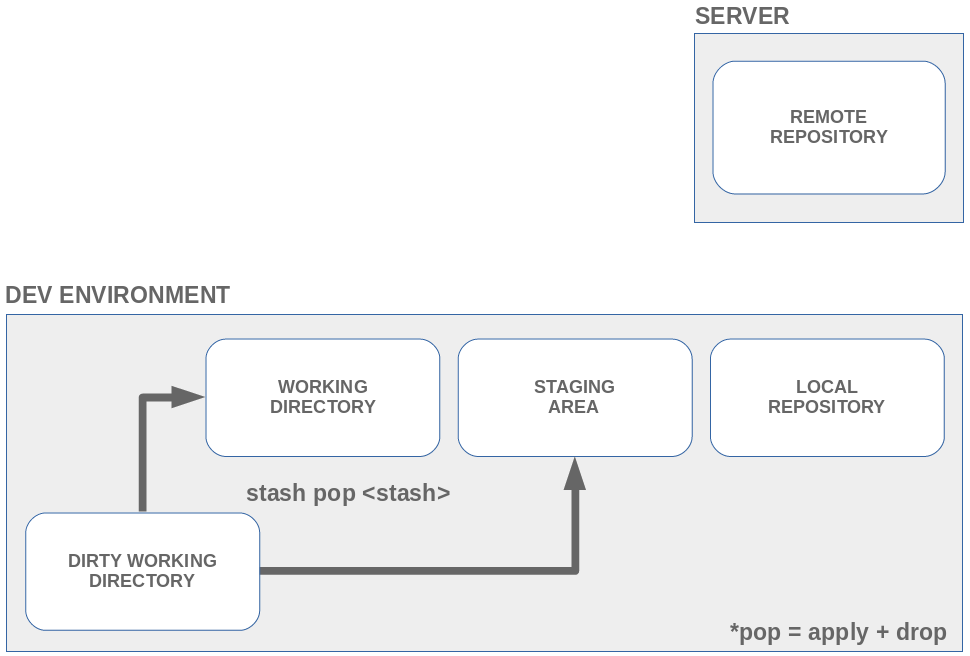 SERVER
REMOTE
REPOSITORY
DEV ENVIRONMENT
WORKING
DIRECTORY
STAGING
AREA
LOCAL
REPOSITORY
stash pop <stash>
DIRTY WORKING
DIRECTORY
*pop = apply + drop